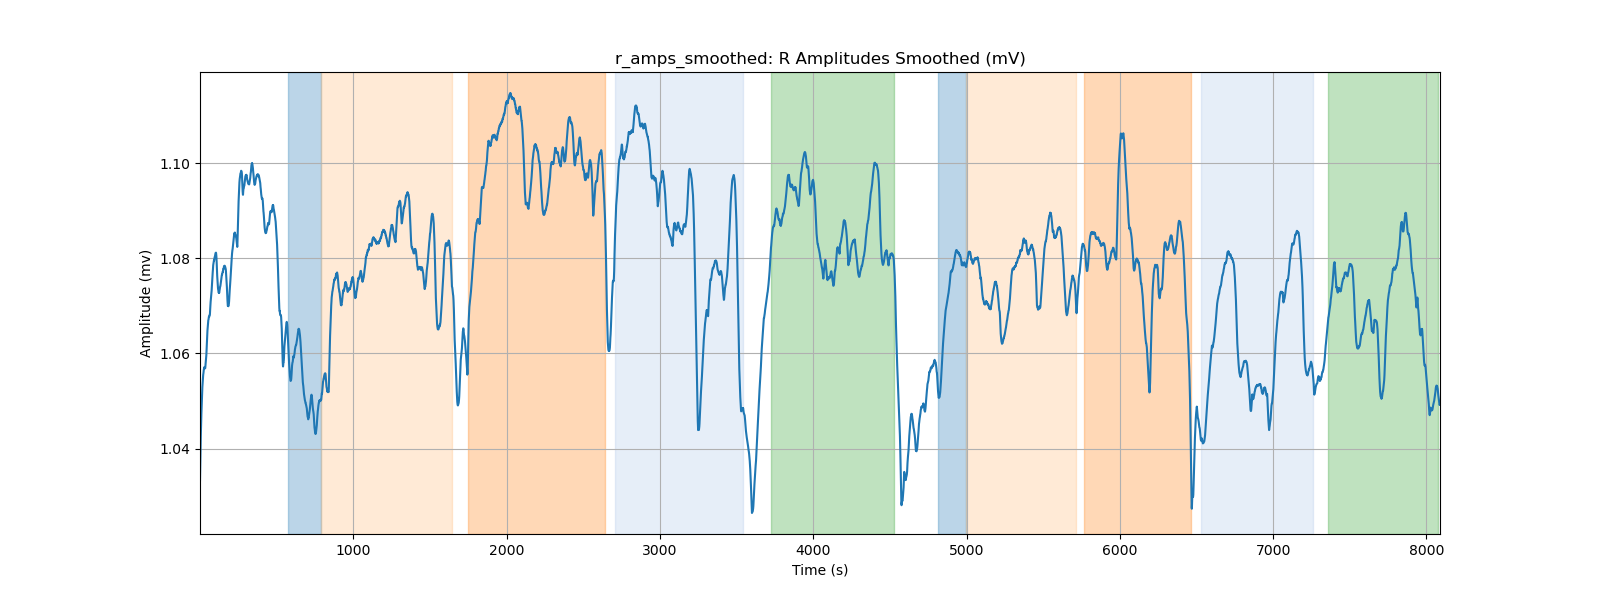 r_amps_smoothed: R Amplitudes Smoothed (mV)
Amplitude (mv)
1.10
1.08
1.06
1.04
1000 2000 3000 4000 5000 6000 7000 8000
Time (s)